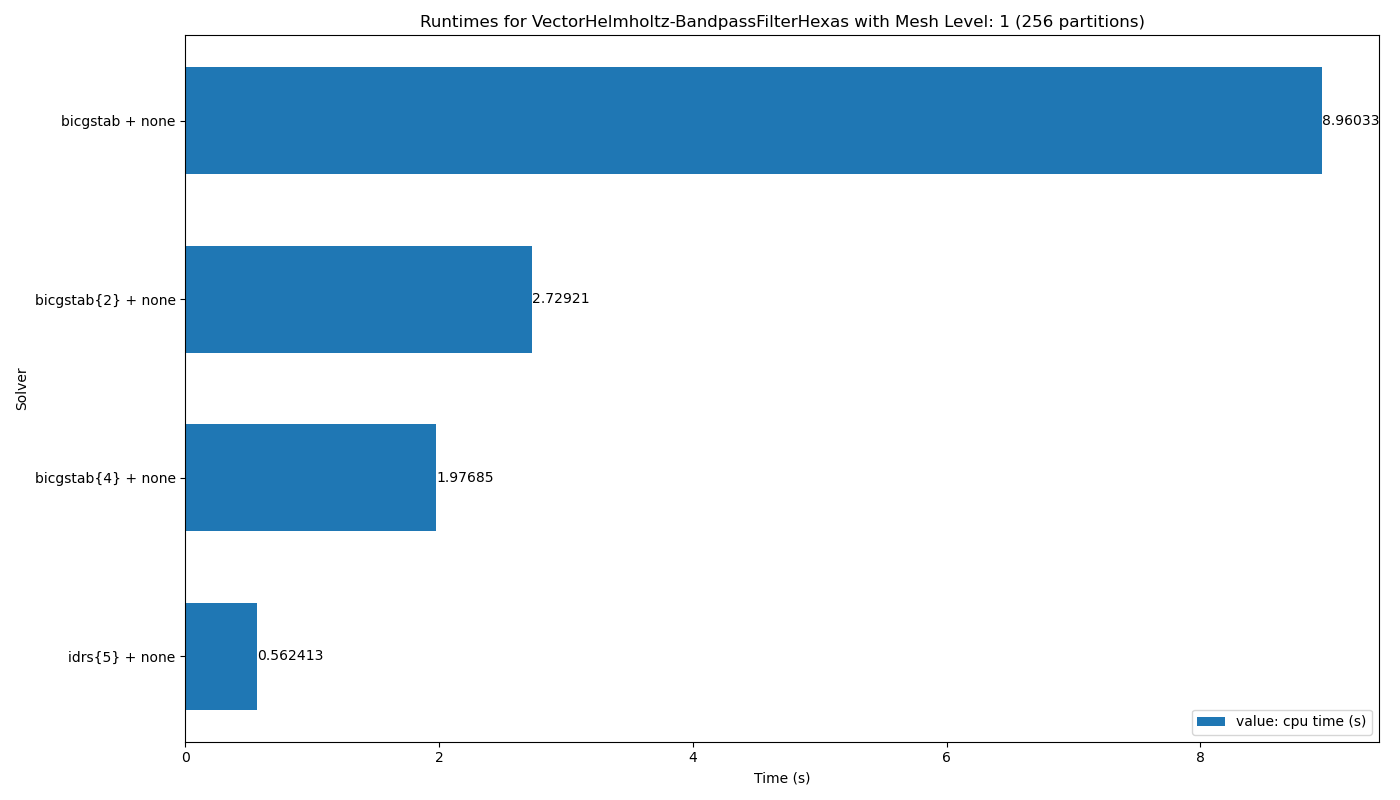 Runtimes for VectorHelmholtz-BandpassFilterHexas with Mesh Level: 1 (256 partitions)
bicgstab + none
8.96033
bicgstab{2} + none
2.72921
Solver
bicgstab{4} + none
1.97685
idrs{5} + none
0.562413
value: cpu time (s)
0 2 4 6 8
Time (s)